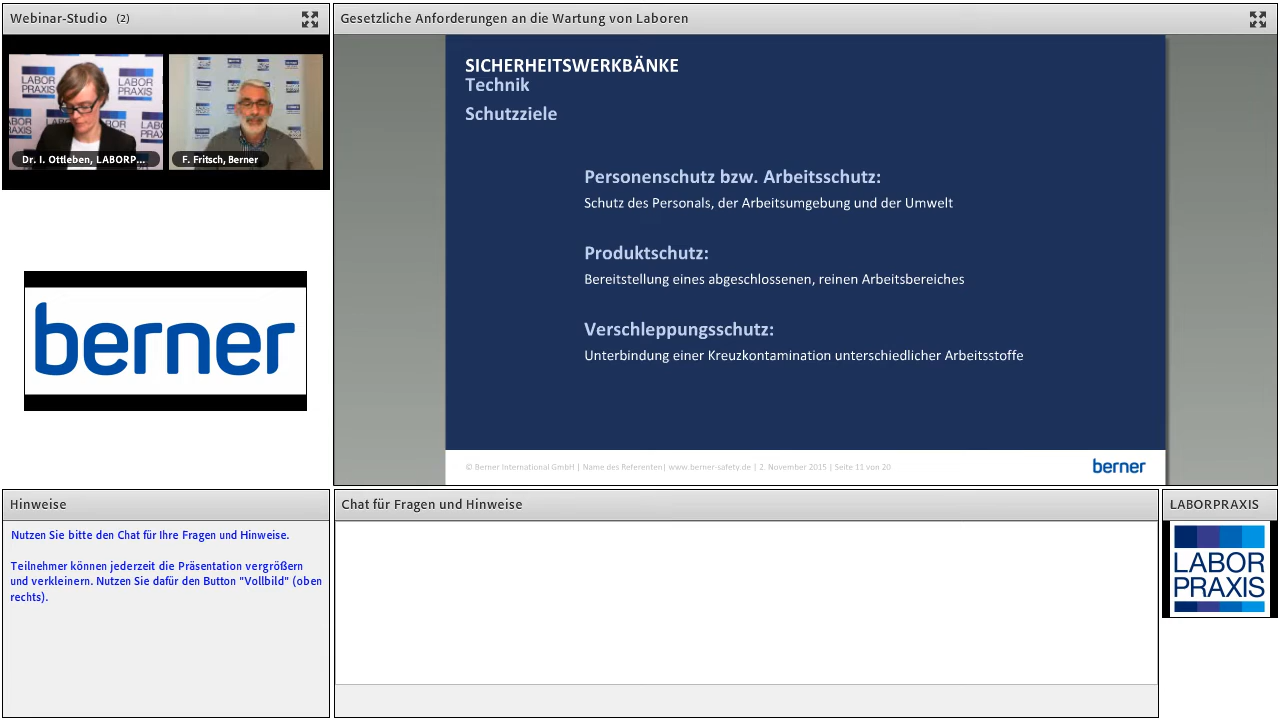 Webinar-Studio (2)
LABOR PRAXIS
LABOR PRAXIS
Dr. I. Ottleben, LABORP...
F. Fritsch, Berner
berner
Gesetzliche Anforderungen an die Wartung von Laboren
SICHERHEITSWERKBÄNKE
Technik
Schutzziele
Personenschutz bzw. Arbeitsschutz:
Schutz des Personals, der Arbeitsumgebung und der Umwelt
Produktschutz:
Bereitstellung eines abgeschlossenen, reinen Arbeitsbereiches
Verschleppungsschutz:
Unterbindung einer Kreuzkontamination unterschiedlicher Arbeitsstoffe
© Berner International GmbH | Name des Referenten| www.berner-safety.de | 2. November 2015 | Seite 11 von 20
berner
Hinweise
Nutzen Sie bitte den Chat für Ihre Fragen und Hinweise.
Teilnehmer können jederzeit die Präsentation vergrößern
und verkleinern. Nutzen Sie dafür den Button "Vollbild" (oben
rechts).
Chat für Fragen und Hinweise
LABORPRAXIS
LABOR
PRAXIS